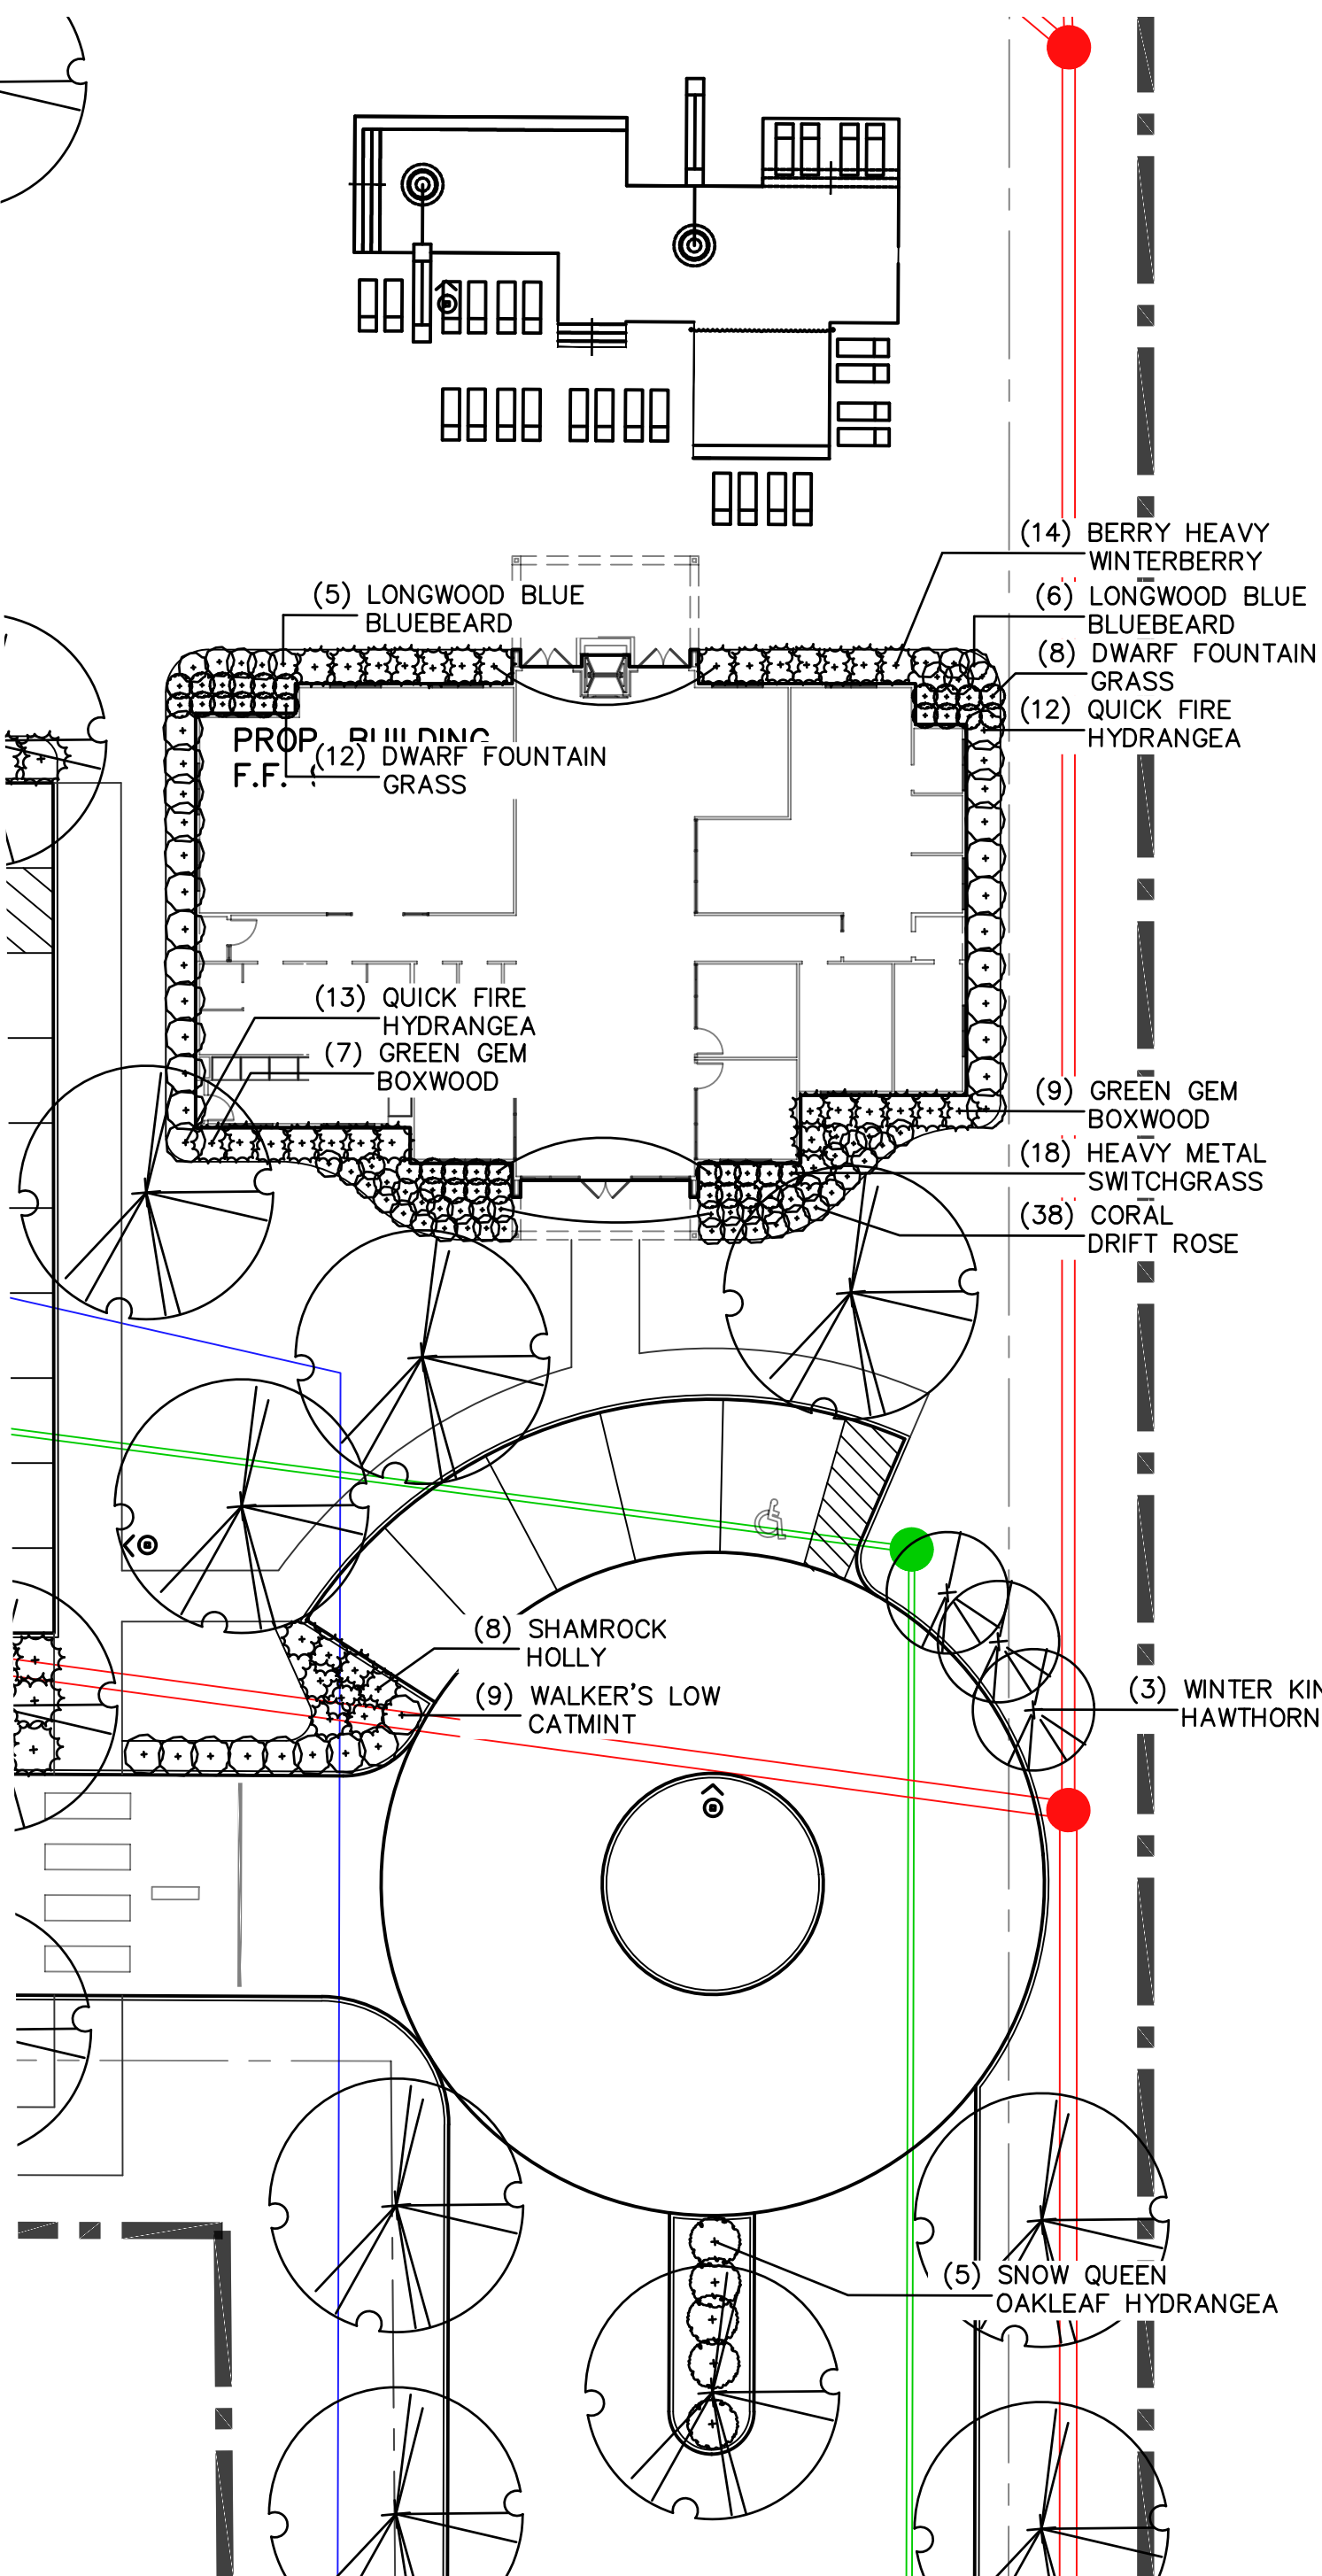 (14) BERRY HEAVY
WINTERBERRY
(5) LONGWOOD BLUE
BLUEBEARD
(6) LONGWOOD BLUE
BLUEBEARD
(8) DWARF FOUNTAIN
GRASS
(12) QUICK FIRE
HYDRANGEA
PROP. BUILDING
F.F.
(12) DWARF FOUNTAIN
GRASS
(13) QUICK FIRE
HYDRANGEA
(7) GREEN GEM
BOXWOOD
(9) GREEN GEM
BOXWOOD
(18) HEAVY METAL
SWITCHGRASS
(38) CORAL
DRIFT ROSE
(8) SHAMROCK
HOLLY
(9) WALKER'S LOW
CATMINT
(3) WINTER KIN
HAWTHORN
(5) SNOW QUEEN
OAKLEAF HYDRANGEA